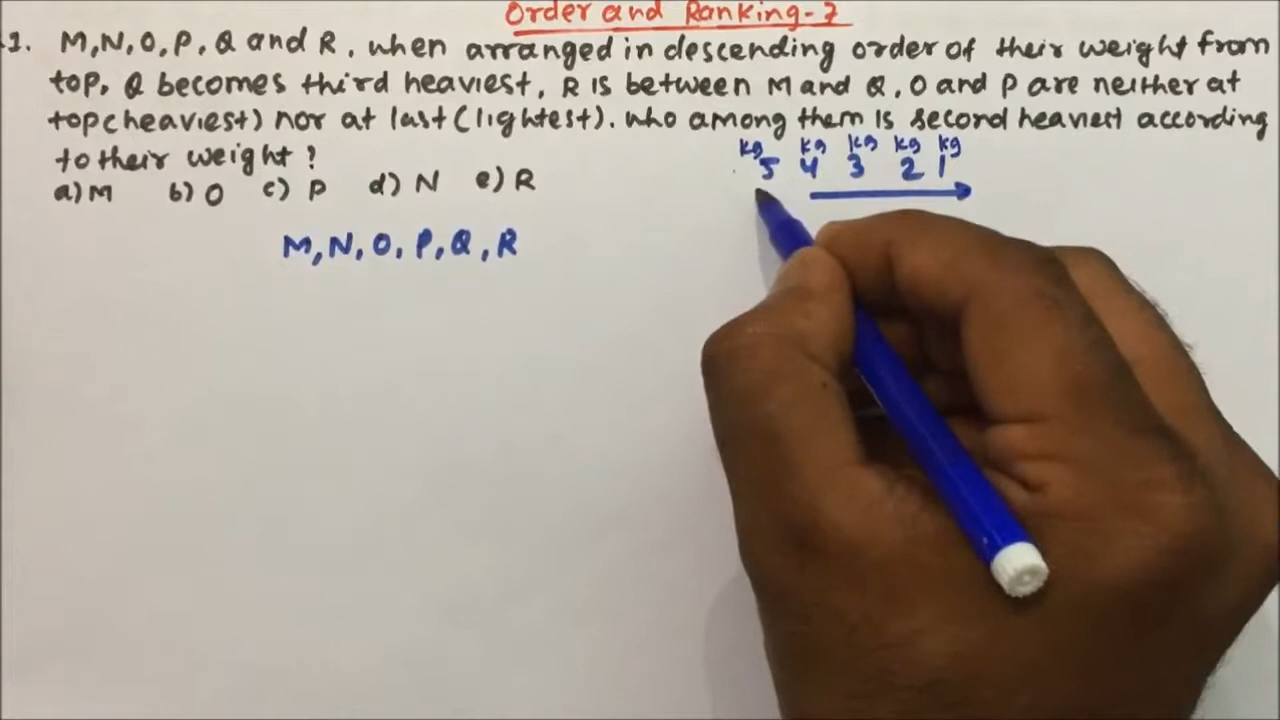 Order and Ranking-7
1. M,N,O,P,Q and R, when arranged in descending order of their weight from
top, Q becomes third heaviest, R is between M and Q, O and P are neither at
top(heaviest) nor at last(lightest). who among them is second heaviest according
to their weight?
a) M b) O c) P d) N e) R
kg kg kg kg kg
5 4 3 2 1
M, N, O, P, Q, R